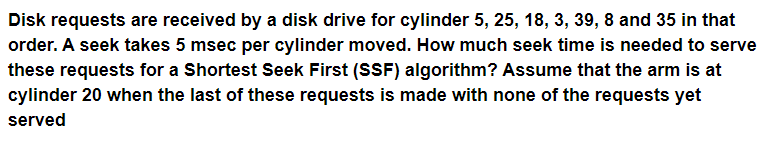 Disk requests are received by a disk drive for cylinder 5, 25, 18, 3, 39, 8 and 35 in that
order. A seek takes 5 msec per cylinder moved. How much seek time is needed to serve
these requests for a Shortest Seek First (SSF) algorithm? Assume that the arm is at
cylinder 20 when the last of these requests is made with none of the requests yet
served